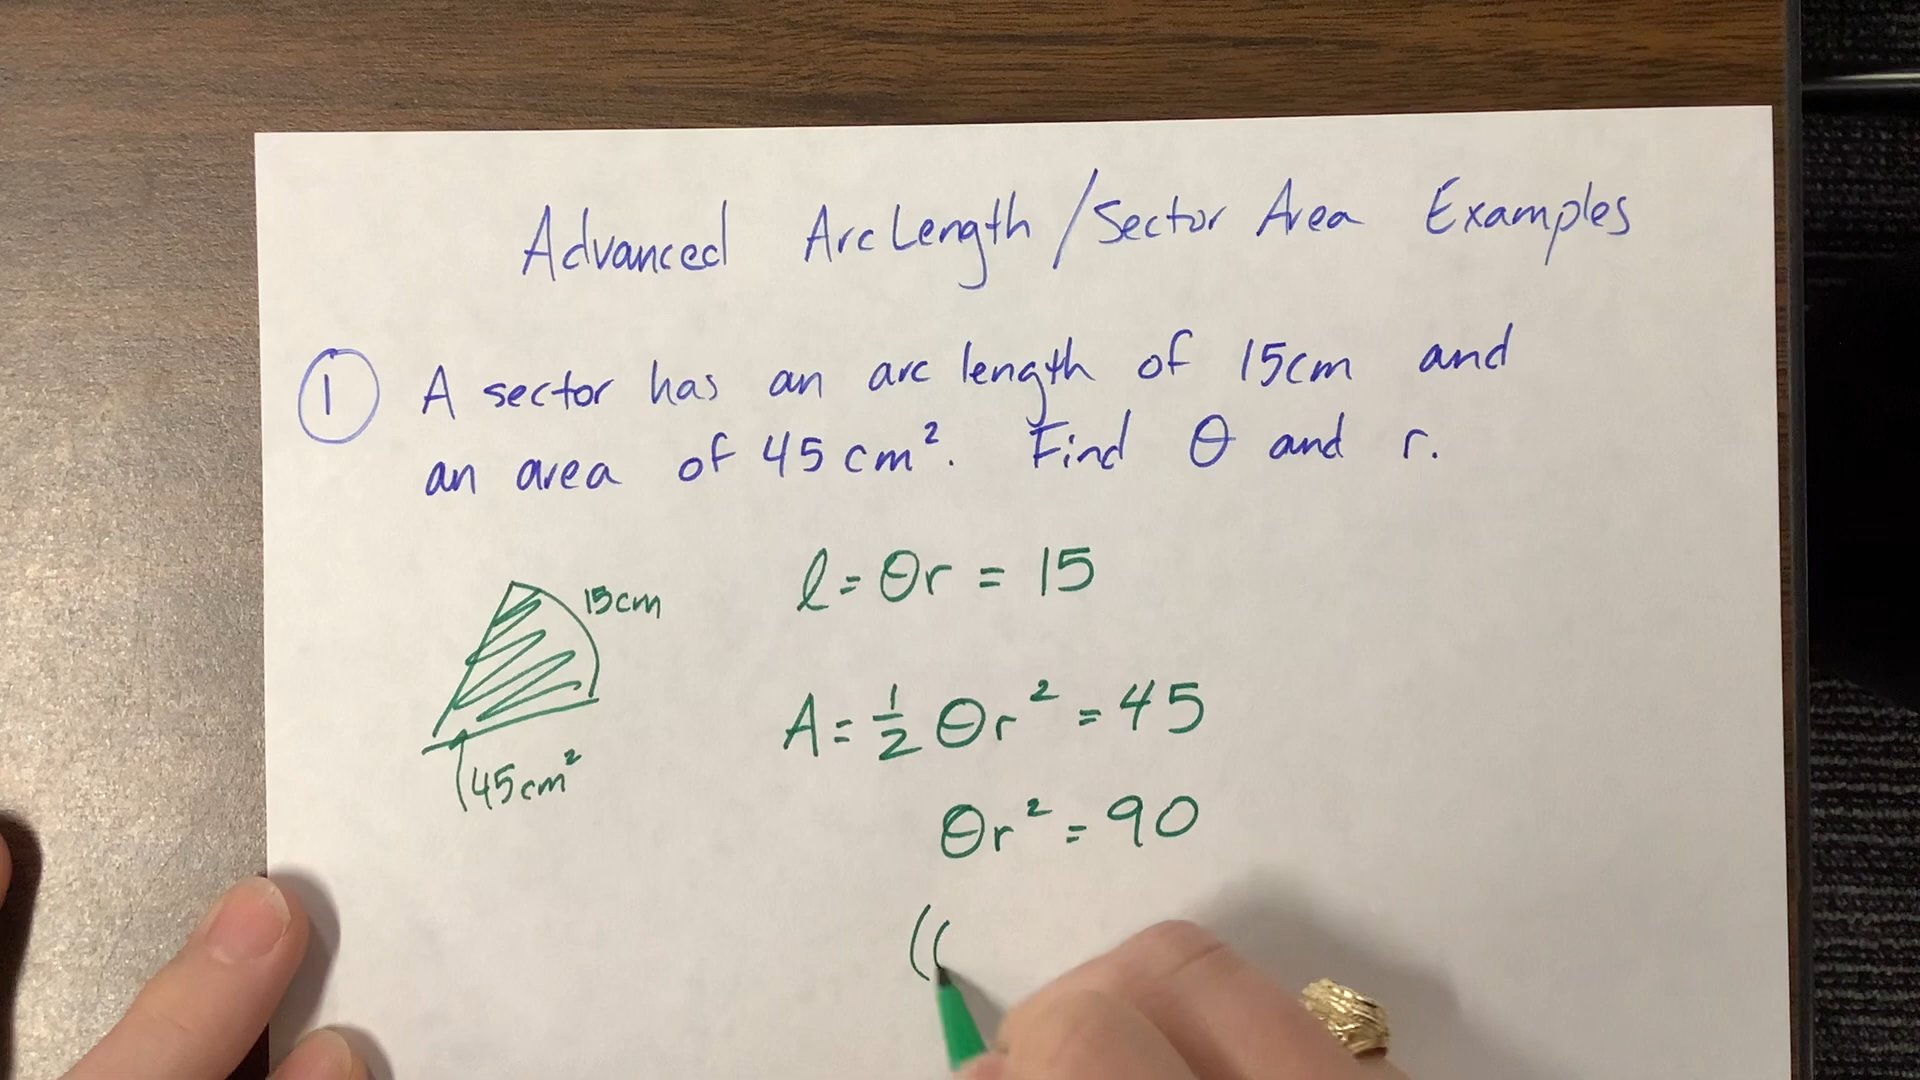 Advanced Arc Length / Sector Area Examples
① A sector has an arc length of 15cm and
an area of 45 cm². Find θ and r.
15cm
45cm²
l = θr = 15
A = ½ θr² = 45
θr² = 90
((